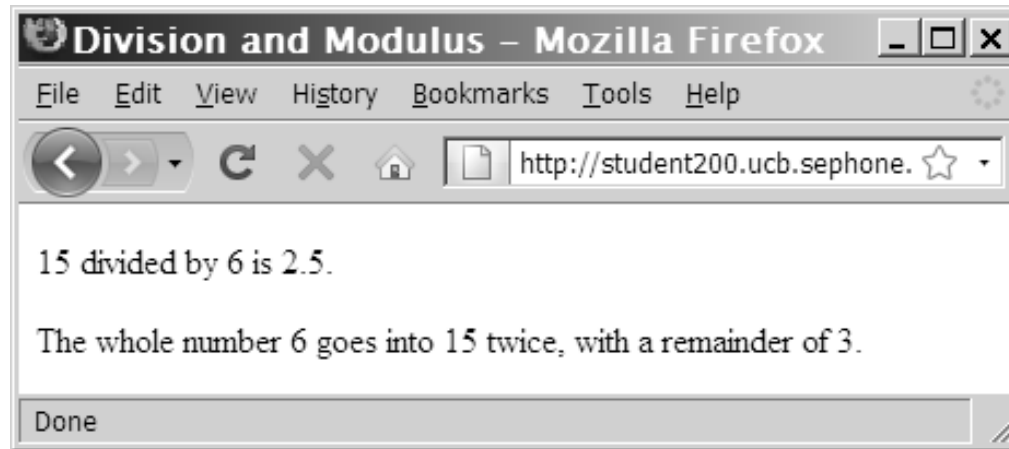 Division and Modulus – Mozilla Firefox
File Edit View History Bookmarks Tools Help
http://student200.ucb.sephone.
15 divided by 6 is 2.5.
The whole number 6 goes into 15 twice, with a remainder of 3.
Done